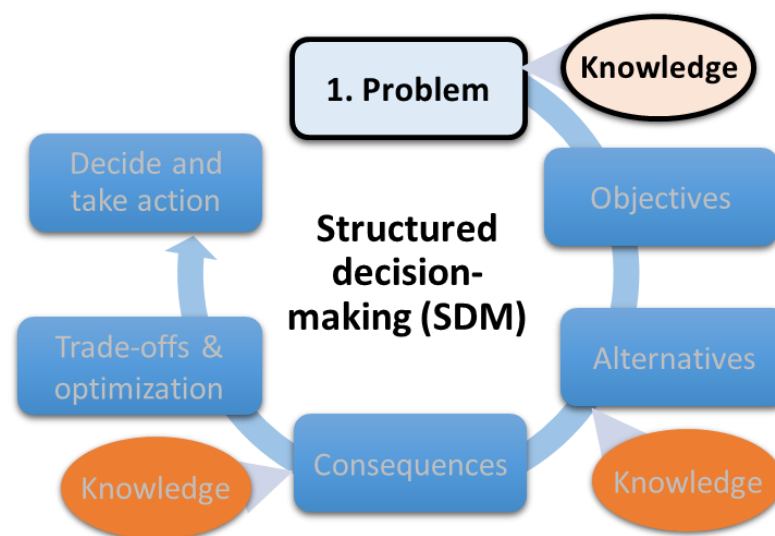 1. Problem
Knowledge
Objectives
Alternatives
Knowledge
Consequences
Knowledge
Trade-offs &
optimization
Decide and
take action
Structured
decision-
making (SDM)